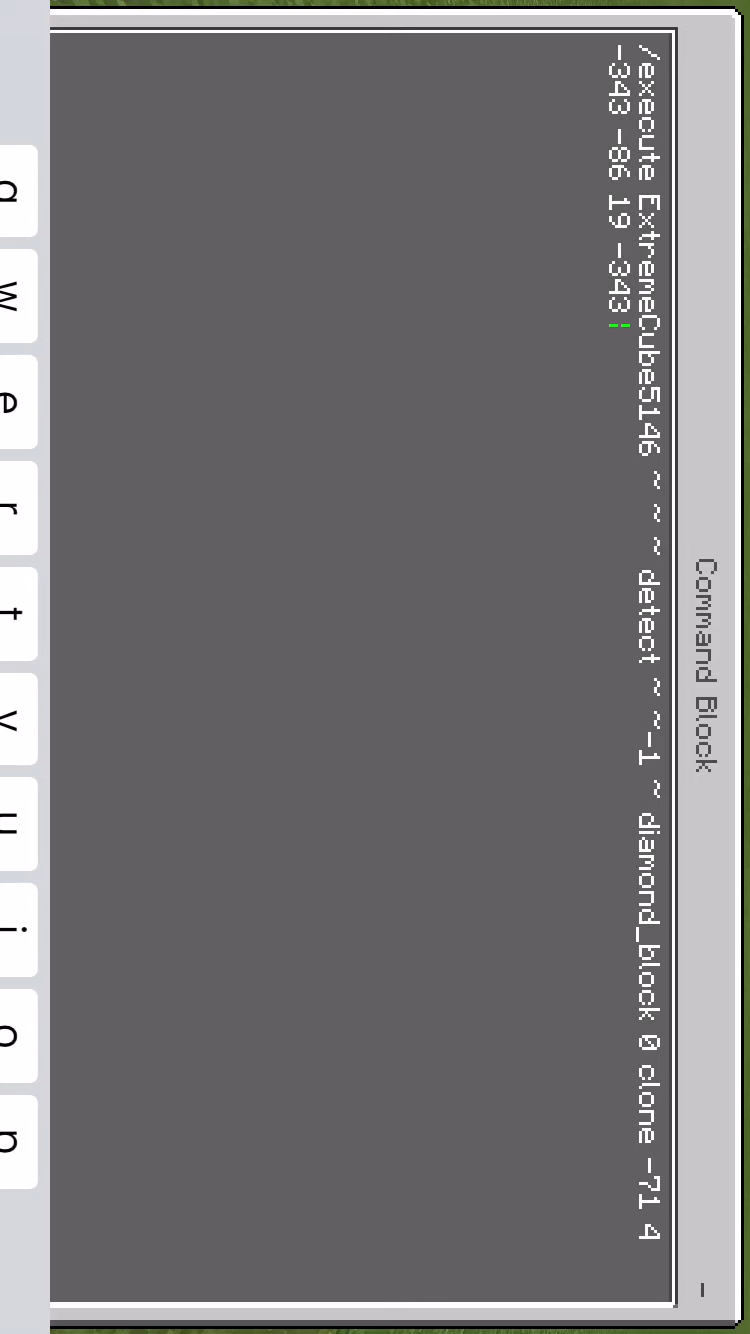 Command Block
/execute ExtremeCube5146 ~ ~ ~ detect ~ ~-1 ~ diamond_block 0 clone -71 4
-343 -86 19 -343
q w e r t y u i o p